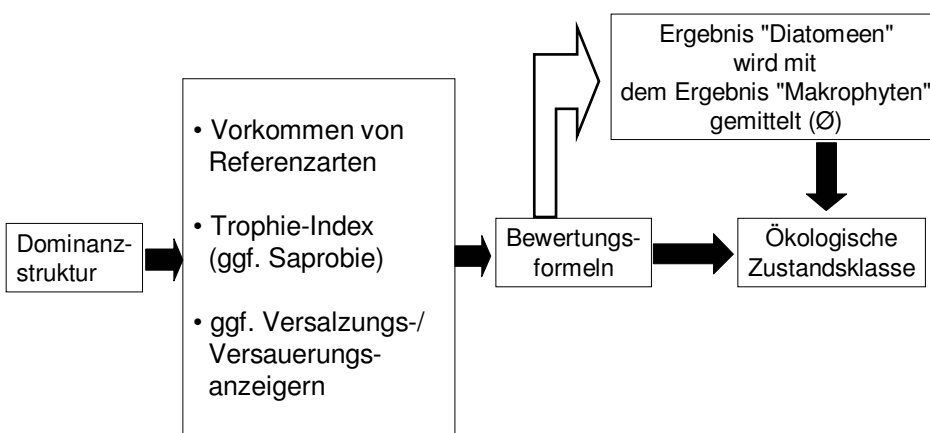 Dominanz-
struktur
• Vorkommen von
Referenzarten
• Trophie-Index
(ggf. Saprobie)
• ggf. Versalzungs-/
Versauerungs-
anzeigern
Bewertungs-
formeln
Ergebnis "Diatomeen"
wird mit
dem Ergebnis "Makrophyten"
gemittelt (Ø)
Ökologische
Zustandsklasse